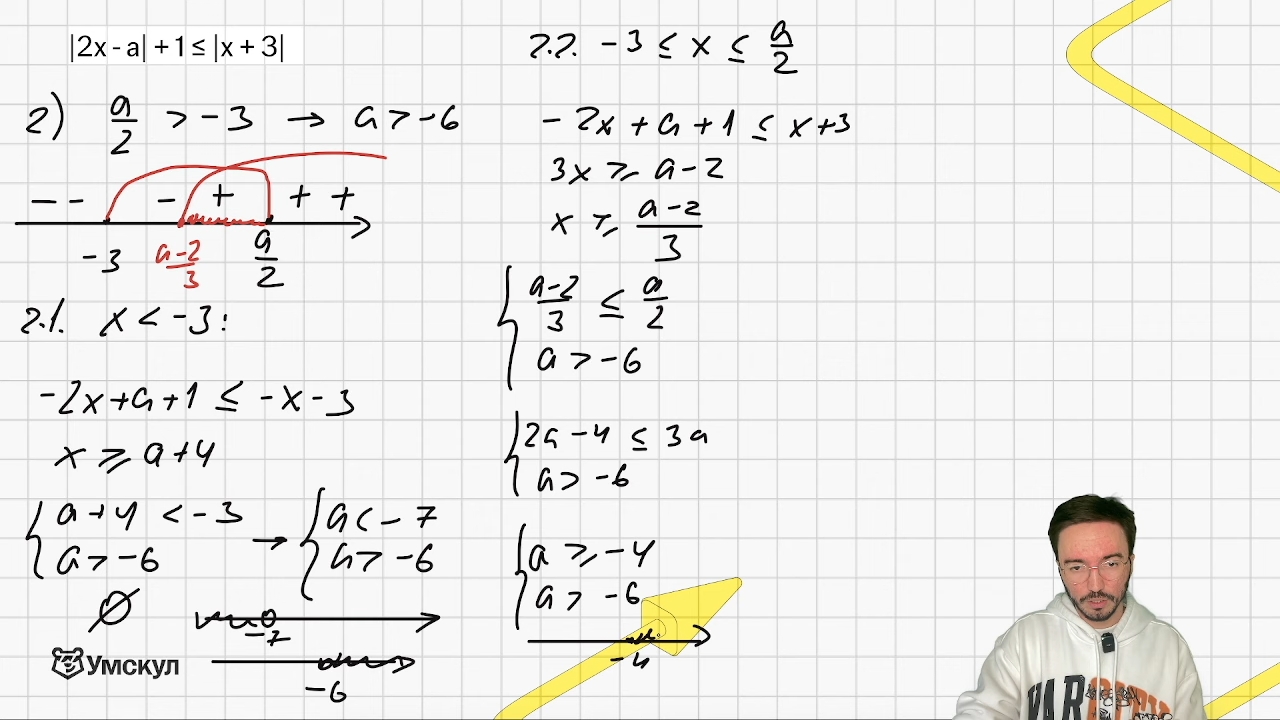 |2x - a| + 1 ≤ |x + 3|
2) a/2 > -3 → a > -6
- - - + + +
-3 (a-2)/3 a/2
2.1. x < -3:
-2x+a+1 ≤ -x-3
x ≥ a+4
{ a+4 < -3
a > -6
→ { a < -7
a > -6
∅
-7
-6
Умскул
2.2. -3 ≤ x ≤ a/2
-2x + a + 1 ≤ x+3
3x ≥ a-2
x ≥ (a-2)/3
{ (a-2)/3 ≤ a/2
a > -6
{ 2a - 4 ≤ 3a
a > -6
{ a ≥ -4
a > -6
-4